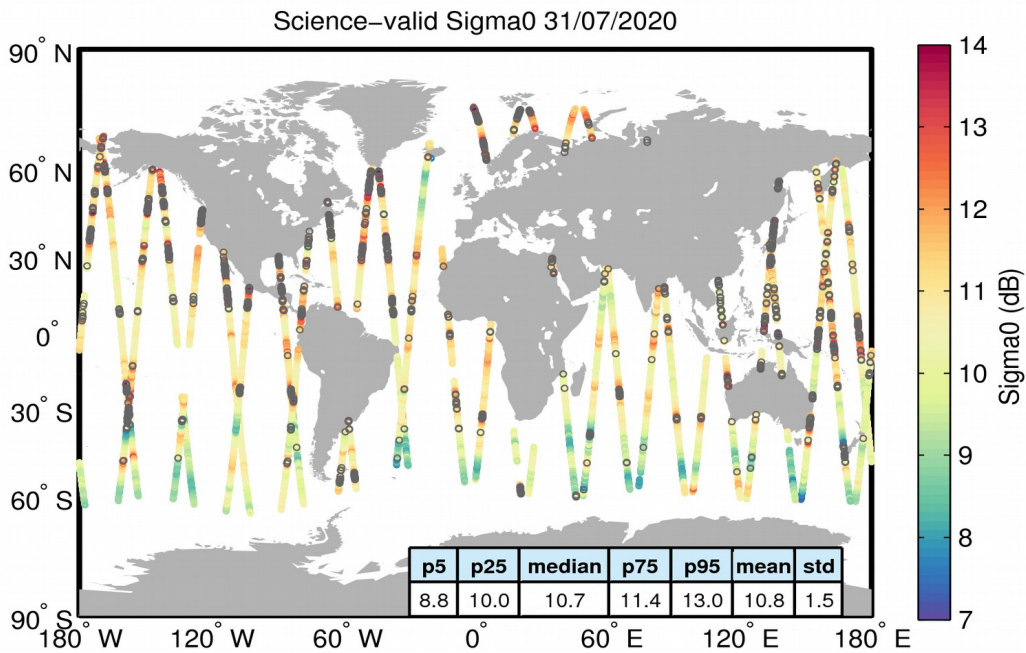 Science−valid Sigma0 31/07/2020
90° N
60° N
30° N
0°
30° S
60° S
90° S
180° W 120° W 60° W 0° 60° E 120° E 180° E
p5 p25 median p75 p95 mean std
8.8 10.0 10.7 11.4 13.0 10.8 1.5
14
13
12
11
10
9
8
7
Sigma0 (dB)